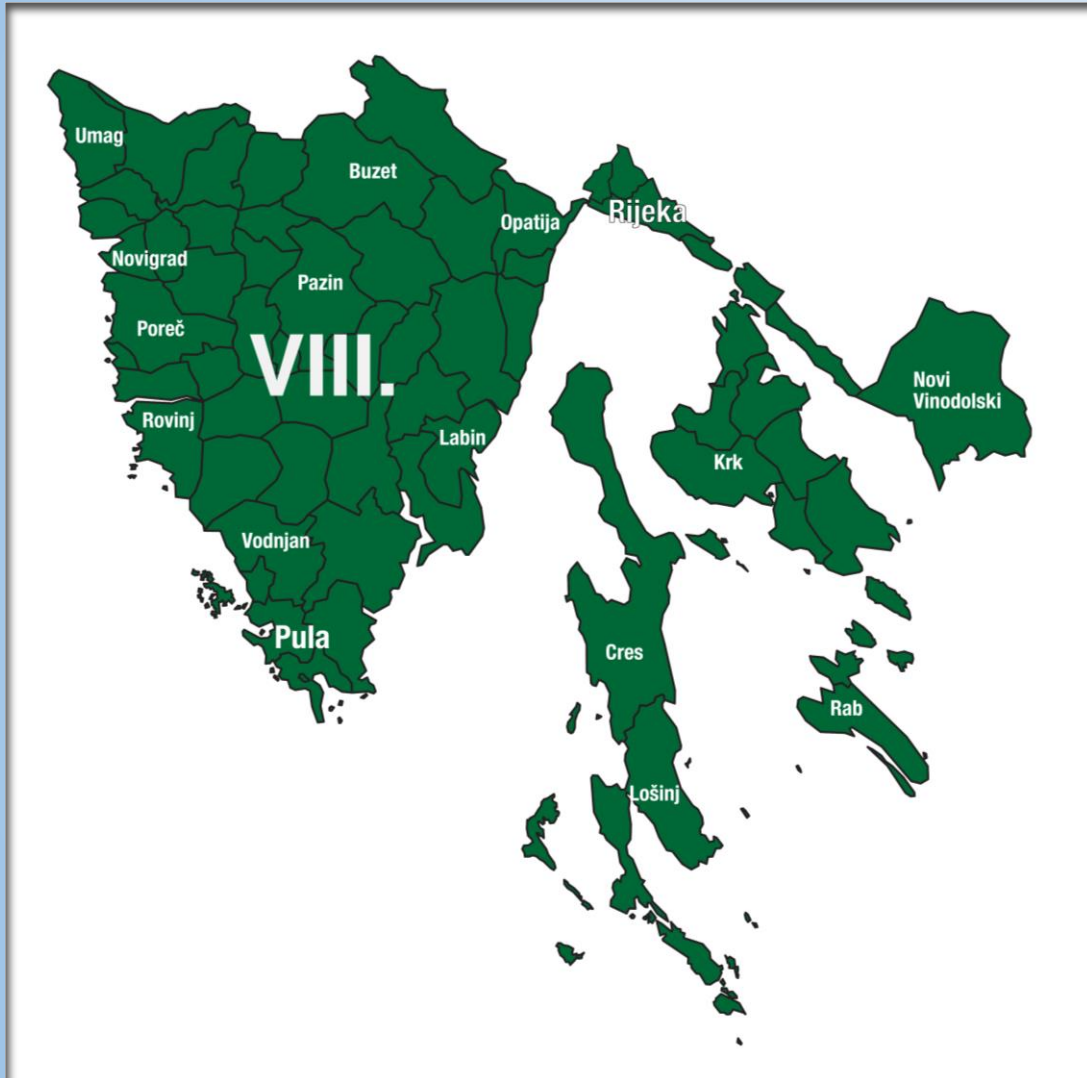 Umag
Buzet
Opatija
Rijeka
Novigrad
Pazin
Poreč
VIII.
Novi
Vinodolski
Rovinj
Labin
Krk
Vodnjan
Pula
Cres
Rab
Lošinj